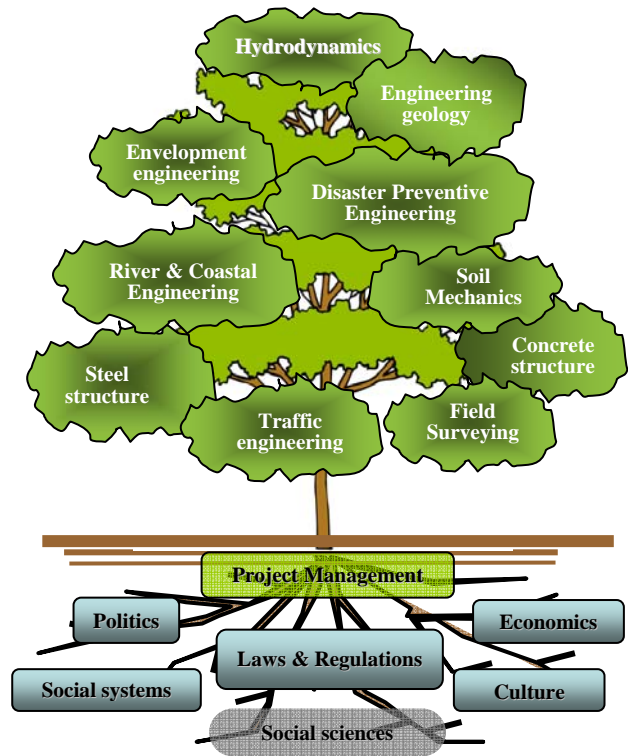 Hydrodynamics
Engineering
geology
Envelopment
engineering
Disaster Preventive
Engineering
River & Coastal
Engineering
Soil
Mechanics
Concrete
structure
Steel
structure
Traffic
engineering
Field
Surveying
Project Management
Politics
Economics
Laws & Regulations
Social systems
Culture
Social sciences